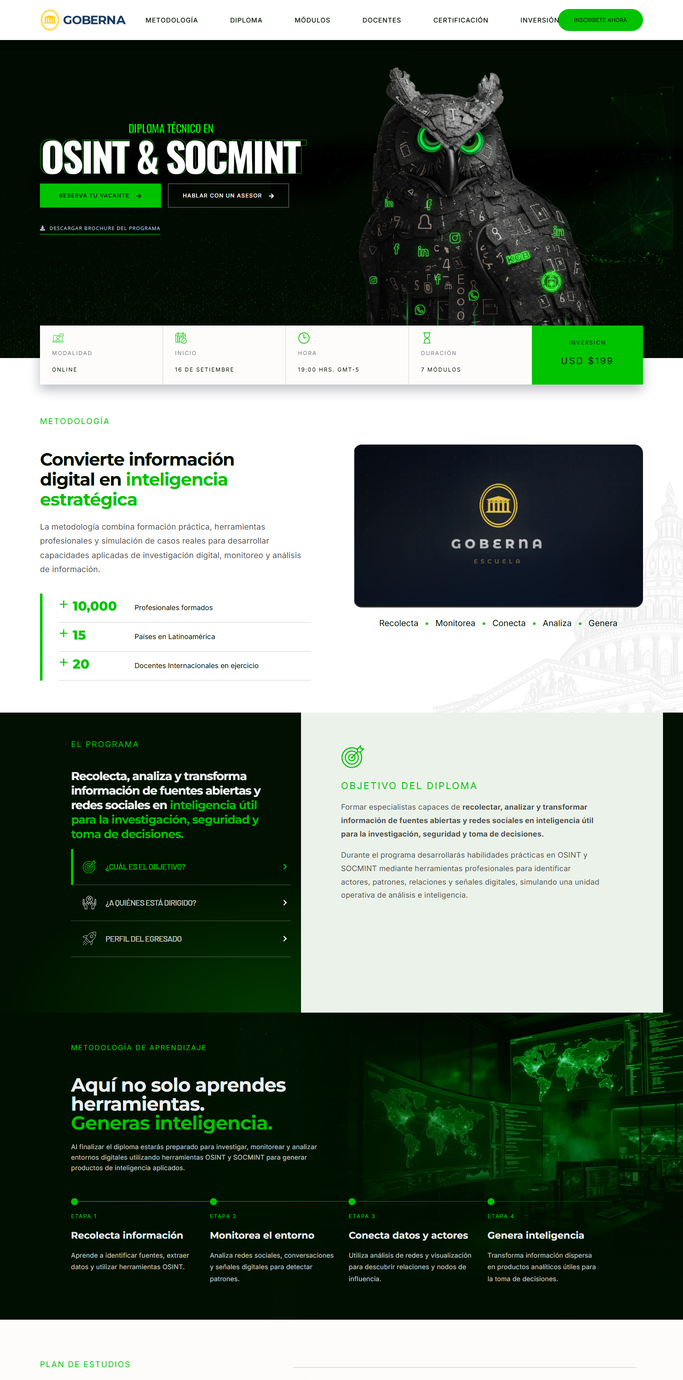 GOBERNA
METODOLOGÍA
DIPLOMA
MÓDULOS
DOCENTES
CERTIFICACIÓN
INVERSIÓN
INSCRÍBETE AHORA
DIPLOMA TÉCNICO EN
OSINT & SOCMINT
RESERVA TU VACANTE
HABLAR CON UN ASESOR
DESCARGAR BROCHURE DEL PROGRAMA
MODALIDAD
ONLINE
INICIO
16 DE SETIEMBRE
HORA
19:00 HRS. GMT-5
DURACIÓN
7 MÓDULOS
INVERSIÓN
USD $199
METODOLOGÍA
Convierte información
digital en inteligencia
estratégica
La metodología combina formación práctica, herramientas
profesionales y simulación de casos reales para desarrollar
capacidades aplicadas de investigación digital, monitoreo y análisis
de información.
+ 10,000 Profesionales formados
+ 15 Países en Latinoamérica
+ 20 Docentes Internacionales en ejercicio
GOBERNA
ESCUELA
Recolecta • Monitorea • Conecta • Analiza • Genera
EL PROGRAMA
Recolecta, analiza y transforma
información de fuentes abiertas y
redes sociales en inteligencia útil
para la investigación, seguridad y
toma de decisiones.
¿CUÁL ES EL OBJETIVO?
¿A QUIÉNES ESTÁ DIRIGIDO?
PERFIL DEL EGRESADO
OBJETIVO DEL DIPLOMA
Formar especialistas capaces de recolectar, analizar y transformar
información de fuentes abiertas y redes sociales en inteligencia útil
para la investigación, seguridad y toma de decisiones.
Durante el programa desarrollarás habilidades prácticas en OSINT y
SOCMINT mediante herramientas profesionales para identificar
actores, patrones, relaciones y señales digitales, simulando una unidad
operativa de análisis e inteligencia.
METODOLOGÍA DE APRENDIZAJE
Aquí no solo aprendes
herramientas.
Generas inteligencia.
Al finalizar el diploma estarás preparado para investigar, monitorear y analizar
entornos digitales utilizando herramientas OSINT y SOCMINT para generar
productos de inteligencia aplicados.
ETAPA 1
Recolecta información
Aprende a identificar fuentes, extraer
datos y utilizar herramientas OSINT.
ETAPA 2
Monitorea el entorno
Analiza redes sociales, conversaciones
y señales digitales para detectar
patrones.
ETAPA 3
Conecta datos y actores
Utiliza análisis de redes y visualización
para descubrir relaciones y nodos de
influencia.
ETAPA 4
Genera inteligencia
Transforma información dispersa
en productos analíticos útiles para
la toma de decisiones.
PLAN DE ESTUDIOS